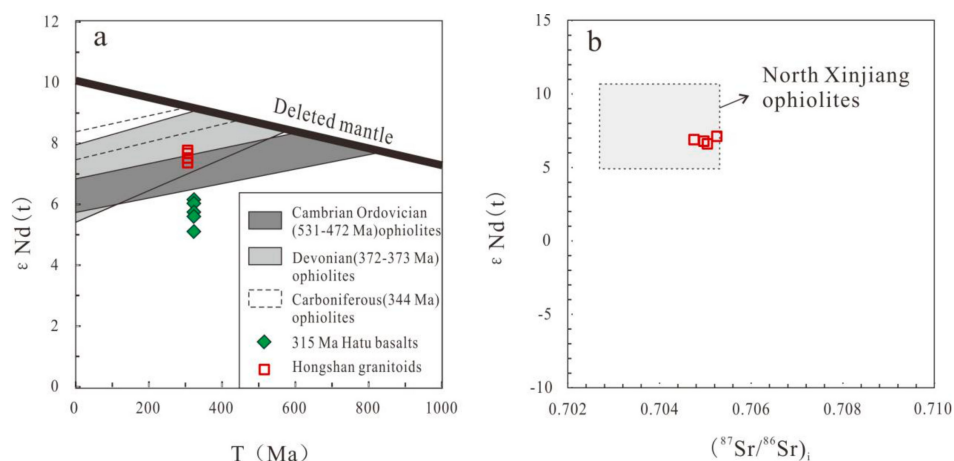 a
12
10
8
6
4
2
0
ε Nd(t)
Deleted mantle
Cambrian Ordovician
(531-472 Ma)ophiolites
Devonian(372-373 Ma)
ophiolites
Carboniferous(344 Ma)
ophiolites
315 Ma Hatu basalts
Hongshan granitoids
0
200
400
600
800
1000
T (Ma)
b
15
10
5
0
-5
-10
ε Nd(t)
North Xinjiang
ophiolites
0.702
0.704
0.706
0.708
0.710
(⁸⁷Sr/⁸⁶Sr)ᵢ